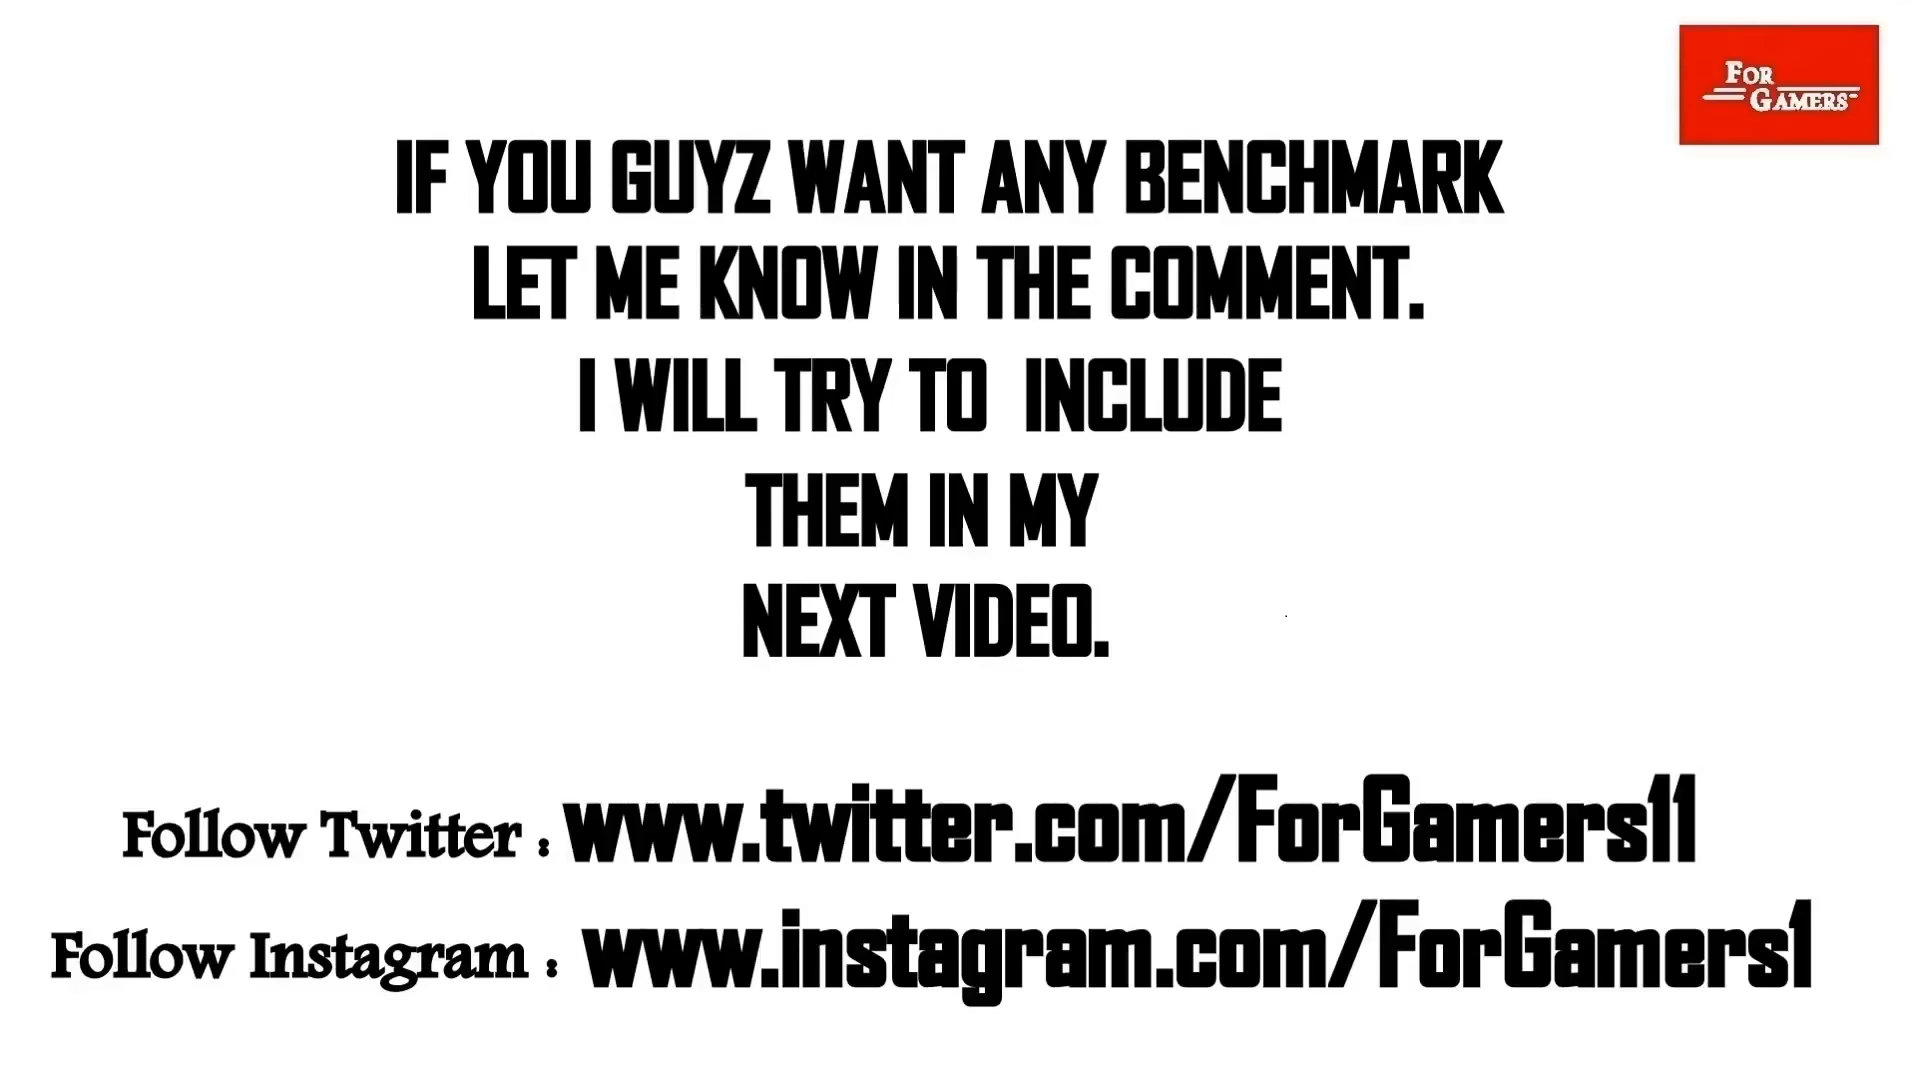 For
Gamers
IF YOU GUYZ WANT ANY BENCHMARK
LET ME KNOW IN THE COMMENT.
I WILL TRY TO INCLUDE
THEM IN MY
NEXT VIDEO.
Follow Twitter : www.twitter.com/ForGamers11
Follow Instagram : www.instagram.com/ForGamers1